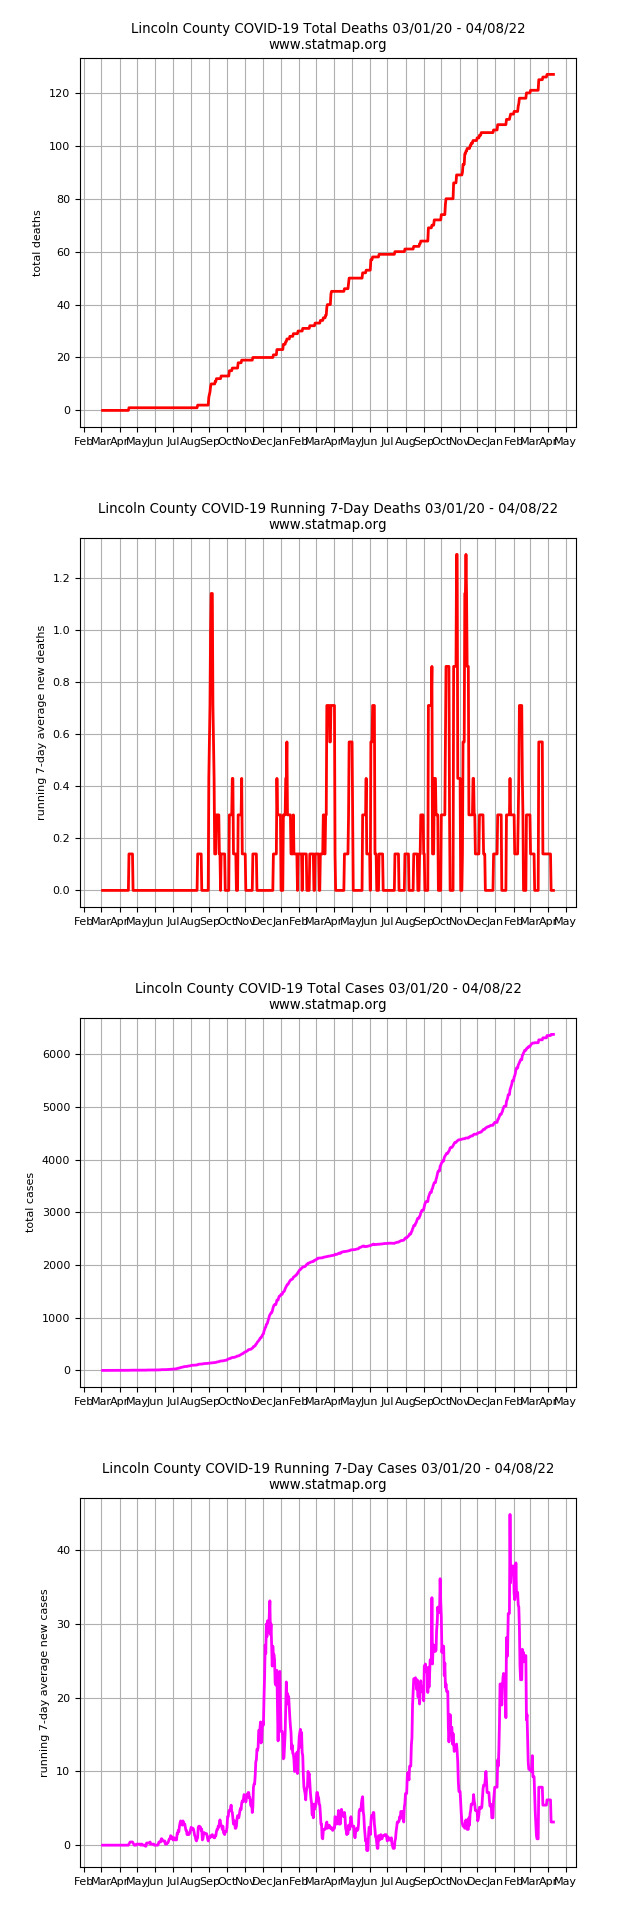 Lincoln County COVID-19 Total Deaths 03/01/20 - 04/08/22
www.statmap.org
total deaths
120
100
80
60
40
20
0
Feb Mar Apr May Jun Jul Aug Sep Oct Nov Dec Jan Feb Mar Apr May Jun Jul Aug Sep Oct Nov Dec Jan Feb Mar Apr May
Lincoln County COVID-19 Running 7-Day Deaths 03/01/20 - 04/08/22
www.statmap.org
running 7-day average new deaths
1.2
1.0
0.8
0.6
0.4
0.2
0.0
Feb Mar Apr May Jun Jul Aug Sep Oct Nov Dec Jan Feb Mar Apr May Jun Jul Aug Sep Oct Nov Dec Jan Feb Mar Apr May
Lincoln County COVID-19 Total Cases 03/01/20 - 04/08/22
www.statmap.org
total cases
6000
5000
4000
3000
2000
1000
0
Feb Mar Apr May Jun Jul Aug Sep Oct Nov Dec Jan Feb Mar Apr May Jun Jul Aug Sep Oct Nov Dec Jan Feb Mar Apr May
Lincoln County COVID-19 Running 7-Day Cases 03/01/20 - 04/08/22
www.statmap.org
running 7-day average new cases
40
30
20
10
0
Feb Mar Apr May Jun Jul Aug Sep Oct Nov Dec Jan Feb Mar Apr May Jun Jul Aug Sep Oct Nov Dec Jan Feb Mar Apr May